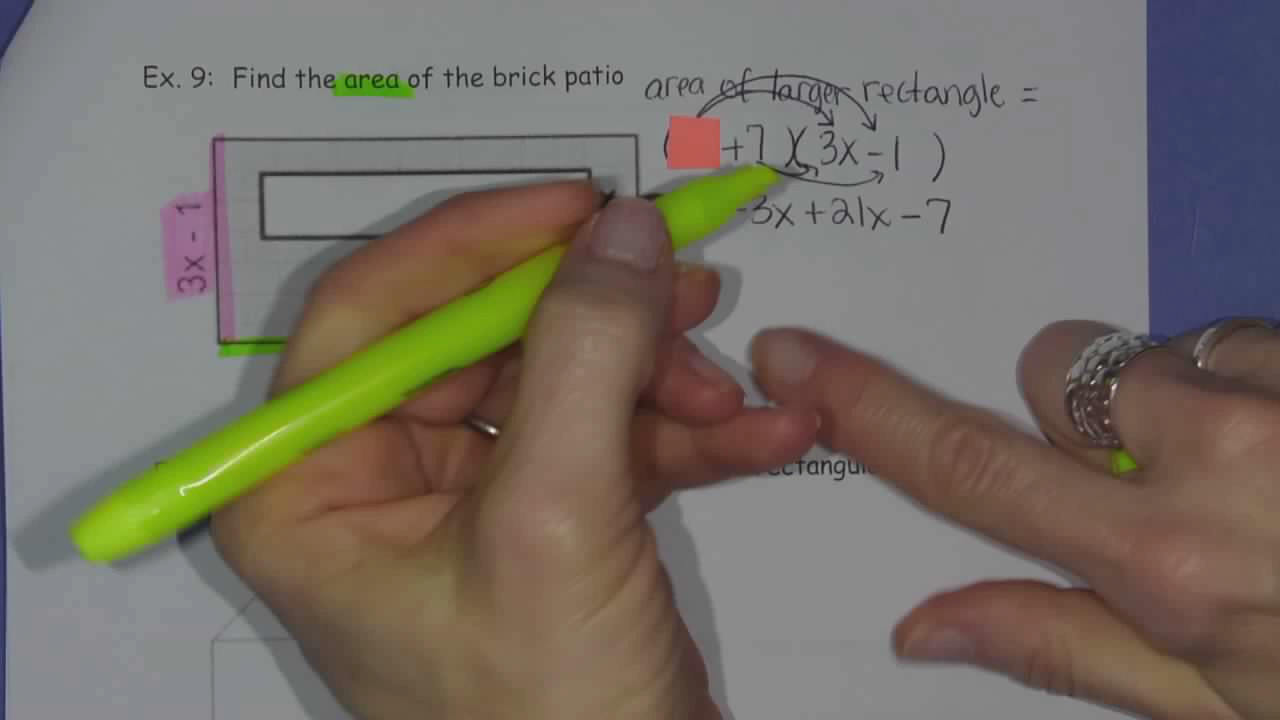 Ex. 9: Find the area of the brick patio
area of larger rectangle =
( +7)(3x-1)
-3x+21x-7
3x - 1